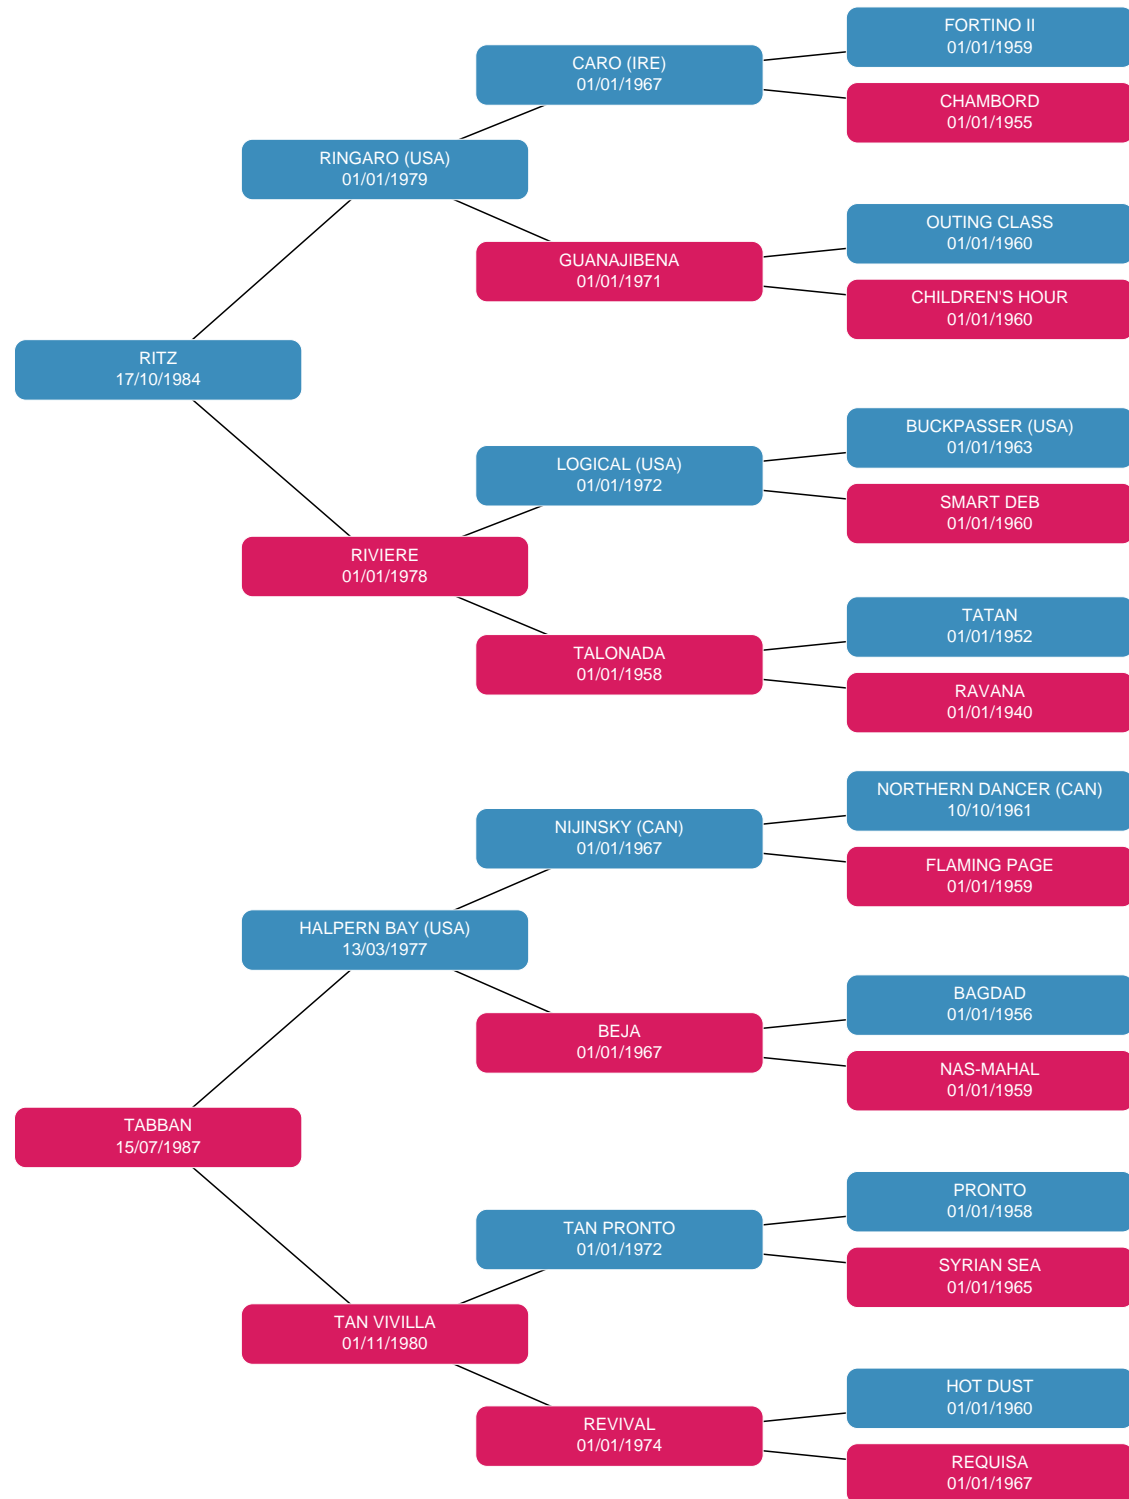 FORTINO II
01/01/1959
CARO (IRE)
01/01/1967
CHAMBORD
01/01/1955
RINGARO (USA)
01/01/1979
OUTING CLASS
01/01/1960
GUANAJIBENA
01/01/1971
CHILDREN'S HOUR
01/01/1960
RITZ
17/10/1984
BUCKPASSER (USA)
01/01/1963
LOGICAL (USA)
01/01/1972
SMART DEB
01/01/1960
RIVIERE
01/01/1978
TATAN
01/01/1952
TALONADA
01/01/1958
RAVANA
01/01/1940
NORTHERN DANCER (CAN)
10/10/1961
NIJINSKY (CAN)
01/01/1967
FLAMING PAGE
01/01/1959
HALPERN BAY (USA)
13/03/1977
BAGDAD
01/01/1956
BEJA
01/01/1967
NAS-MAHAL
01/01/1959
TABBAN
15/07/1987
PRONTO
01/01/1958
TAN PRONTO
01/01/1972
SYRIAN SEA
01/01/1965
TAN VIVILLA
01/11/1980
HOT DUST
01/01/1960
REVIVAL
01/01/1974
REQUISA
01/01/1967